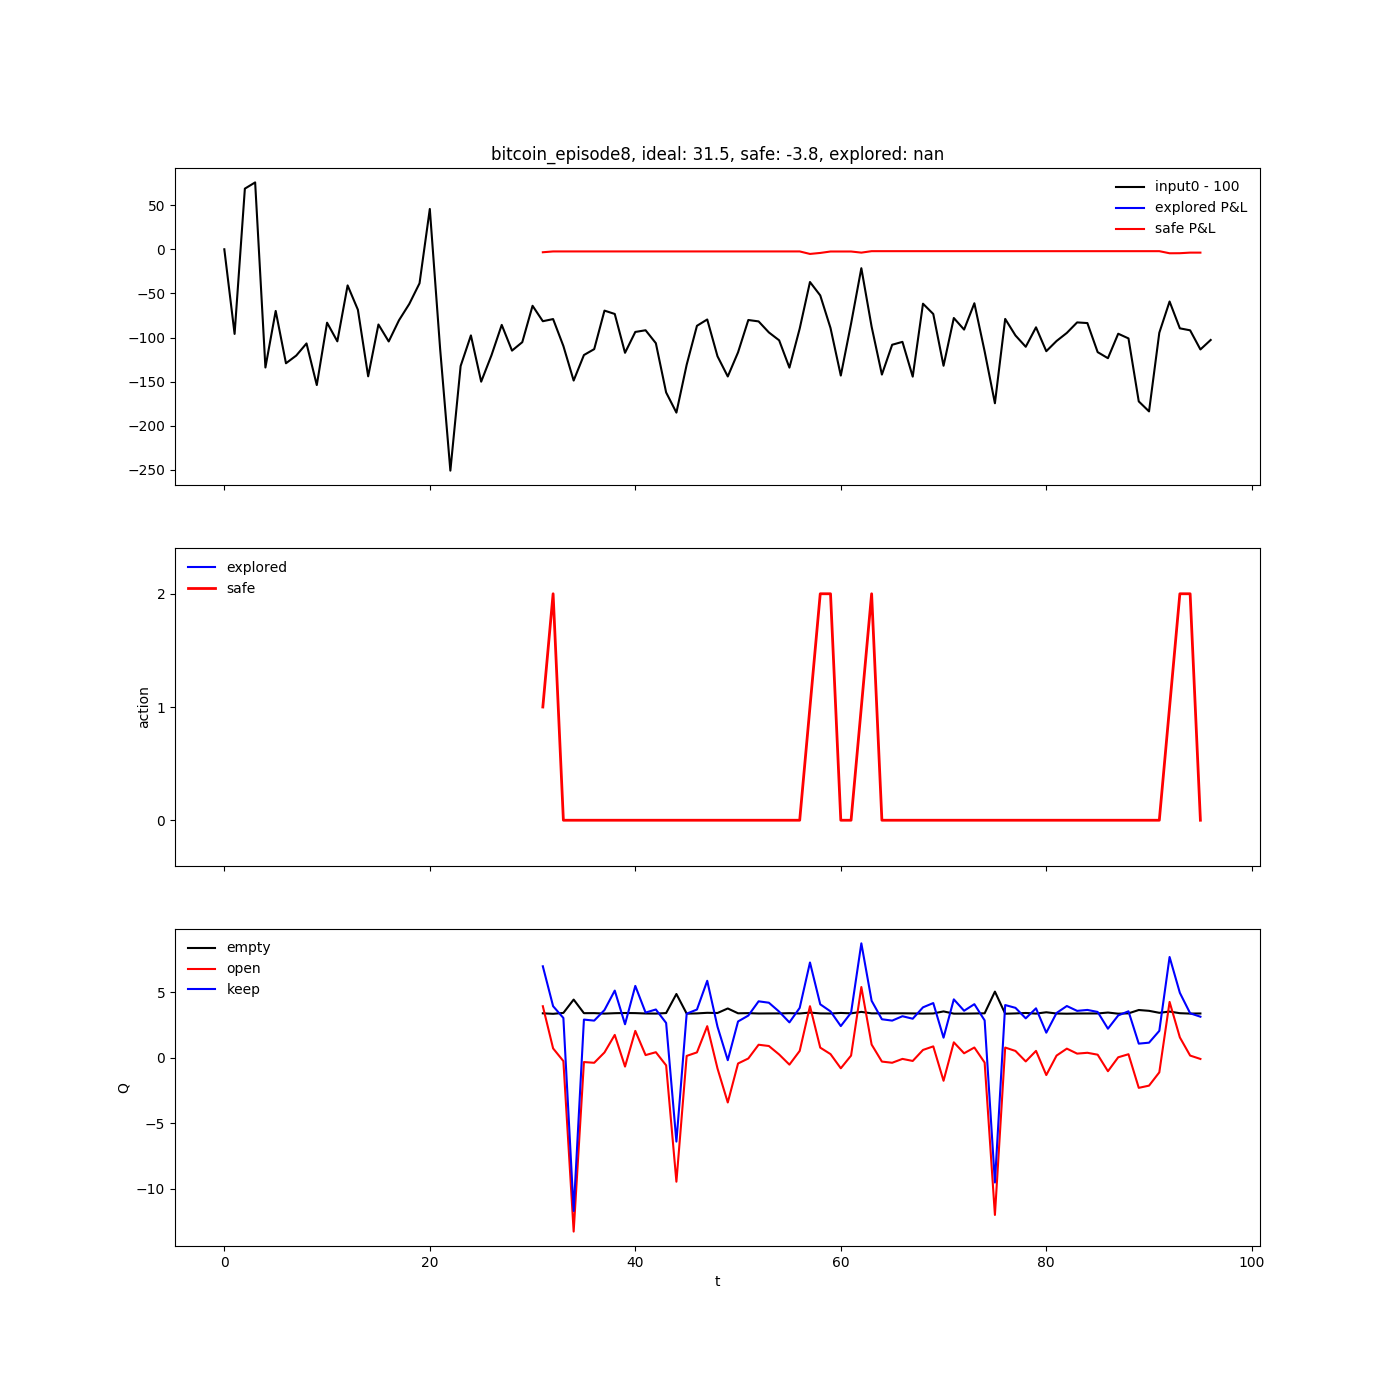 bitcoin_episode8, ideal: 31.5, safe: -3.8, explored: nan
input0 - 100
explored P&L
safe P&L
50
0
−50
−100
−150
−200
−250
explored
safe
2
1
0
action
empty
open
keep
5
0
−5
−10
Q
0 20 40 60 80 100
t